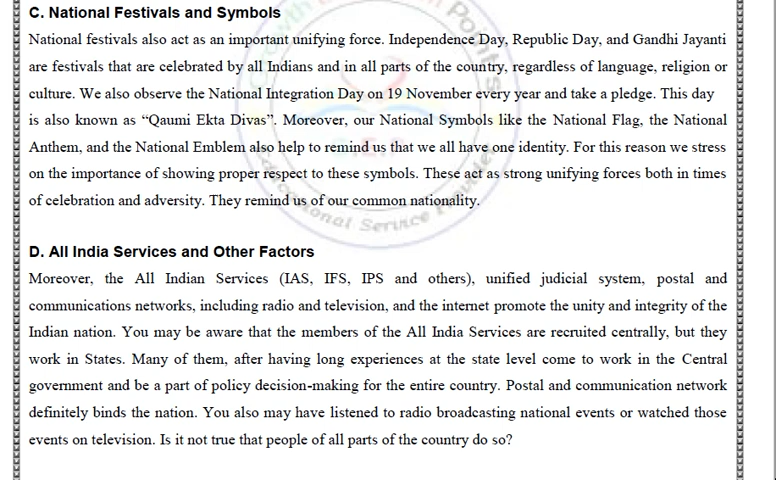 C. National Festivals and Symbols
National festivals also act as an important unifying force. Independence Day, Republic Day, and Gandhi Jayanti
are festivals that are celebrated by all Indians and in all parts of the country, regardless of language, religion or
culture. We also observe the National Integration Day on 19 November every year and take a pledge. This day
is also known as “Qaumi Ekta Divas”. Moreover, our National Symbols like the National Flag, the National
Anthem, and the National Emblem also help to remind us that we all have one identity. For this reason we stress
on the importance of showing proper respect to these symbols. These act as strong unifying forces both in times
of celebration and adversity. They remind us of our common nationality.
D. All India Services and Other Factors
Moreover, the All Indian Services (IAS, IFS, IPS and others), unified judicial system, postal and
communications networks, including radio and television, and the internet promote the unity and integrity of the
Indian nation. You may be aware that the members of the All India Services are recruited centrally, but they
work in States. Many of them, after having long experiences at the state level come to work in the Central
government and be a part of policy decision-making for the entire country. Postal and communication network
definitely binds the nation. You also may have listened to radio broadcasting national events or watched those
events on television. Is it not true that people of all parts of the country do so?